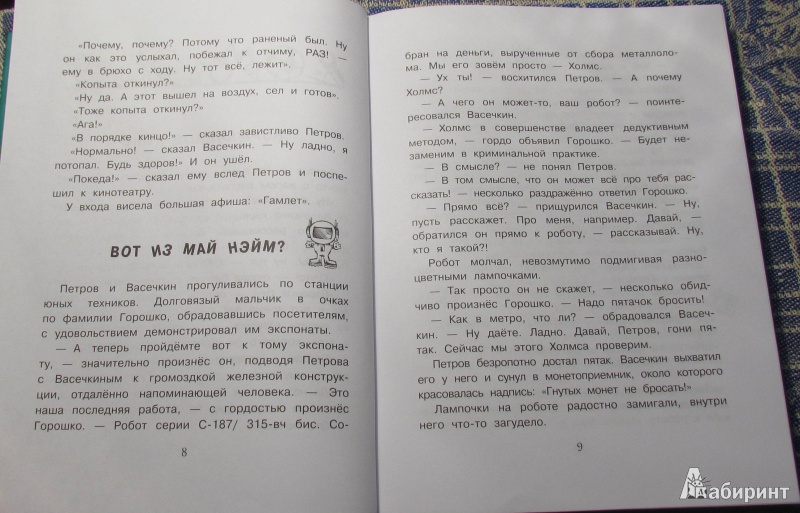 «Почему, почему? Потому что раненый был. Ну
он как это услыхал, побежал к отчиму, РАЗ! —
ему в брюхо с ходу. Ну тот всё, лежит».
«Копыта откинул?»
«Ну да. А этот вышел на воздух, сел и готов».
«Тоже копыта откинул?»
«Ага!»
«В порядке кинцо!» — сказал завистливо Петров.
«Нормально! — сказал Васечкин. — Ну ладно, я
потопал. Будь здоров!» И он ушёл.
«Покеда!» — сказал ему вслед Петров и поспе-
шил к кинотеатру.
У входа висела большая афиша: «Гамлет».
ВОТ ИЗ МАЙ НЭЙМ?
Петров и Васечкин прогуливались по станции
юных техников. Долговязый мальчик в очках
по фамилии Горошко, обрадовавшись посетителям,
с удовольствием демонстрировал им экспонаты.
— А теперь пройдёмте вот к тому экспона-
ту, — значительно произнёс он, подводя Петрова
с Васечкиным к громоздкой железной конструк-
ции, отдалённо напоминающей человека. — Это
наша последняя работа, — с гордостью произнёс
Горошко. — Робот серии С-187/ 315-вч бис. Со-
8
бран на деньги, вырученные от сбора металлоло-
ма. Мы его зовём просто — Холмс.
— Ух ты! — восхитился Петров. — А почему
Холмс?
— А чего он может-то, ваш робот? — поинте-
ресовался Васечкин.
— Холмс в совершенстве владеет дедуктивным
методом, — гордо объявил Горошко. — Будет не-
заменим в криминальной практике.
— В смысле? — не понял Петров.
— В том смысле, что он может всё про тебя рас-
сказать! — несколько раздражённо ответил Горошко.
— Прямо всё? — прищурился Васечкин. — Ну,
пусть расскажет. Про меня, например. Давай, —
обратился он прямо к роботу, — рассказывай. Ну,
кто я такой?!
Робот молчал, невозмутимо подмигивая разно-
цветными лампочками.
— Так просто он не скажет, — несколько обид-
чиво произнёс Горошко. — Надо пятачок бросить!
— Как в метро, что ли? — обрадовался Васеч-
кин. — Ну даёте. Ладно. Давай, Петров, гони пя-
так. Сейчас мы этого Холмса проверим.
Петров безропотно достал пятак. Васечкин выхватил
его у него и сунул в монетоприемник, около которого
красовалась надпись: «Гнутых монет не бросать!»
Лампочки на роботе радостно замигали, внутри
него что-то загудело.
9
Лабиринт